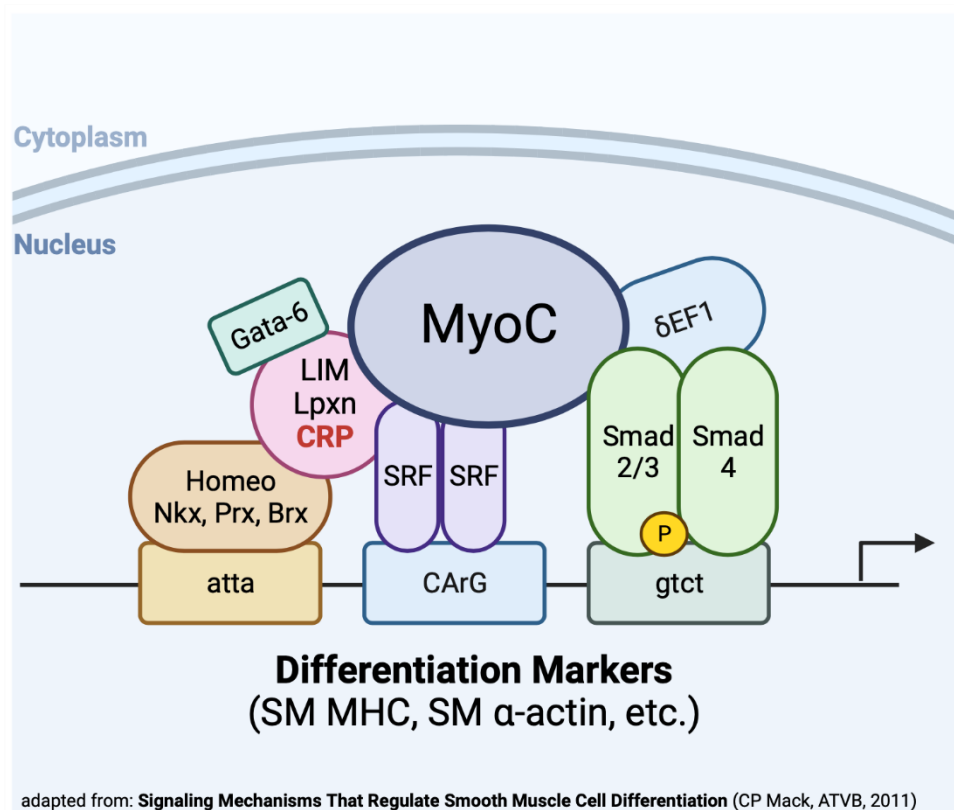 Cytoplasm
Nucleus
Gata-6
MyoC
δEF1
LIM
Lpxn
CRP
Homeo
Nkx, Prx, Brx
SRF
SRF
Smad
2/3
Smad
4
P
atta
CArG
gtct
Differentiation Markers
(SM MHC, SM α-actin, etc.)
adapted from: Signaling Mechanisms That Regulate Smooth Muscle Cell Differentiation (CP Mack, ATVB, 2011)